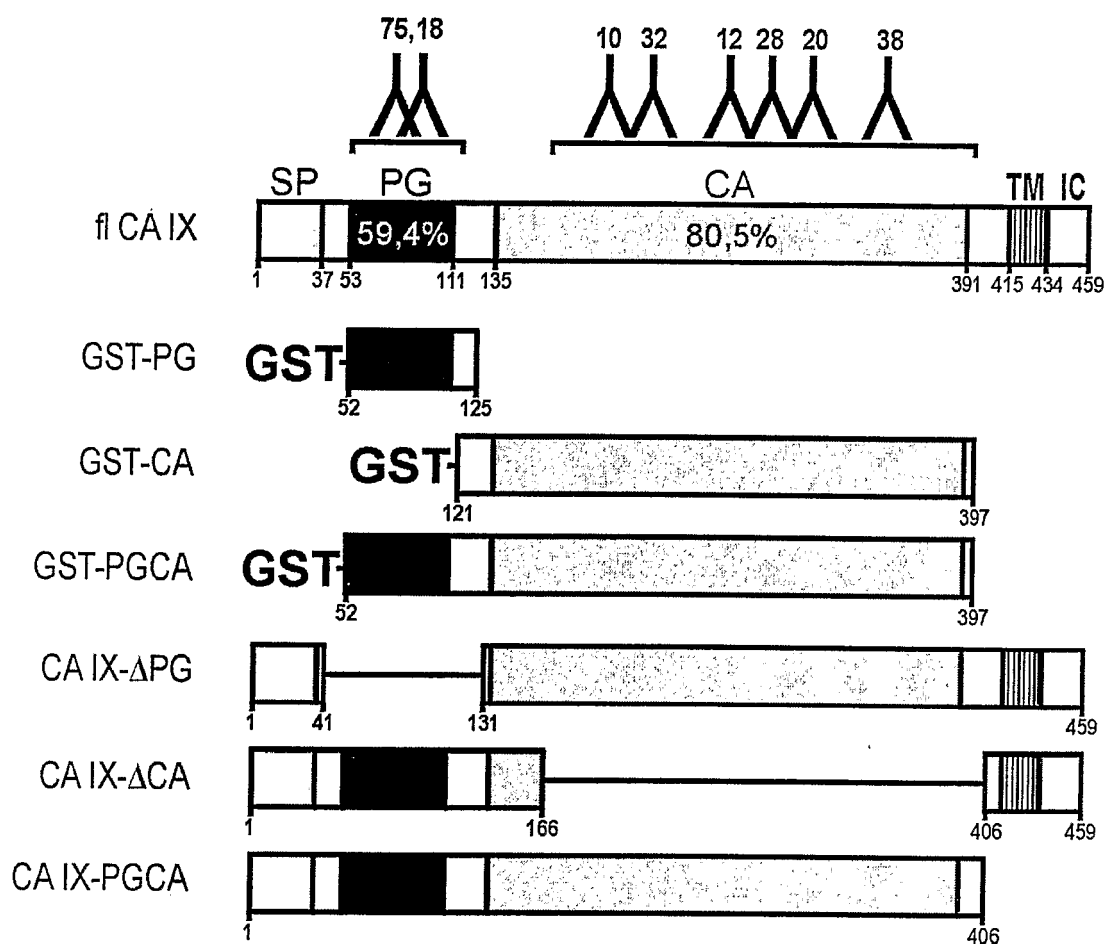 75,18 10 32 12 28 20 38
SP PG CA TM IC
fl CA IX 59,4% 80,5%
1 37 53 111 135 391 415 434 459
GST-PG GST
52 125
GST-CA GST
121 397
GST-PGCA GST
52 397
CA IX-ΔPG
1 41 131 459
CA IX-ΔCA
1 166 406 459
CA IX-PGCA
1 406